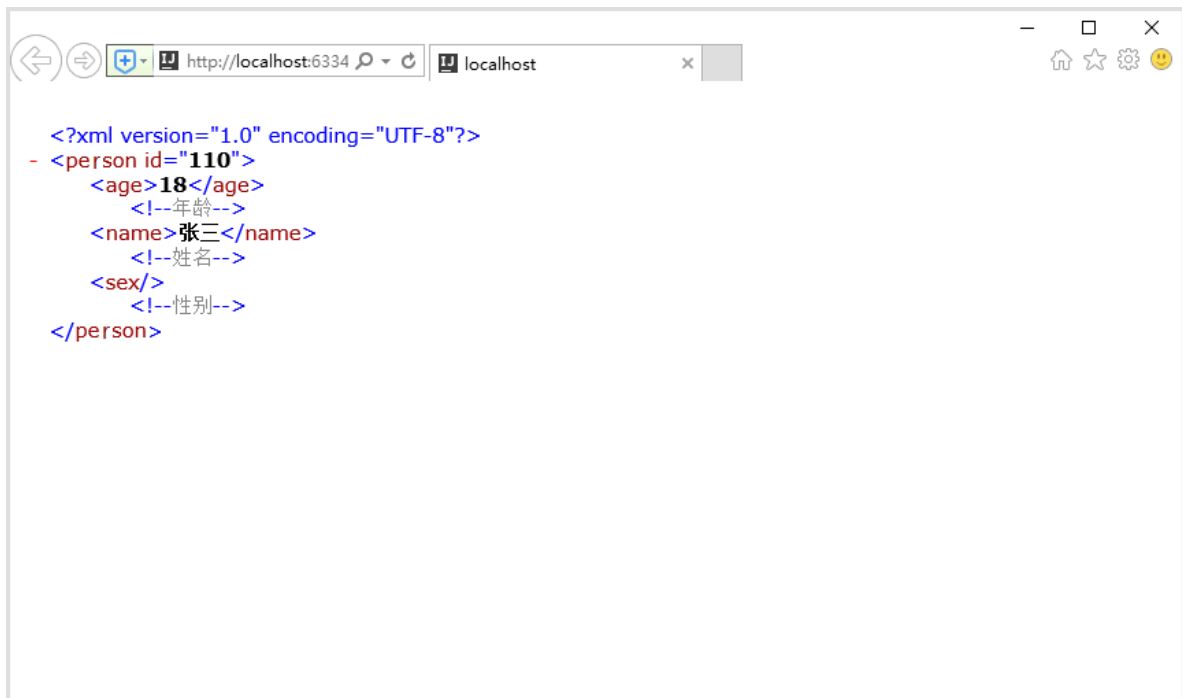 http://localhost:6334
localhost
<?xml version="1.0" encoding="UTF-8"?>
- <person id="110">
<age>18</age>
<!--年龄-->
<name>张三</name>
<!--姓名-->
<sex/>
<!--性别-->
</person>